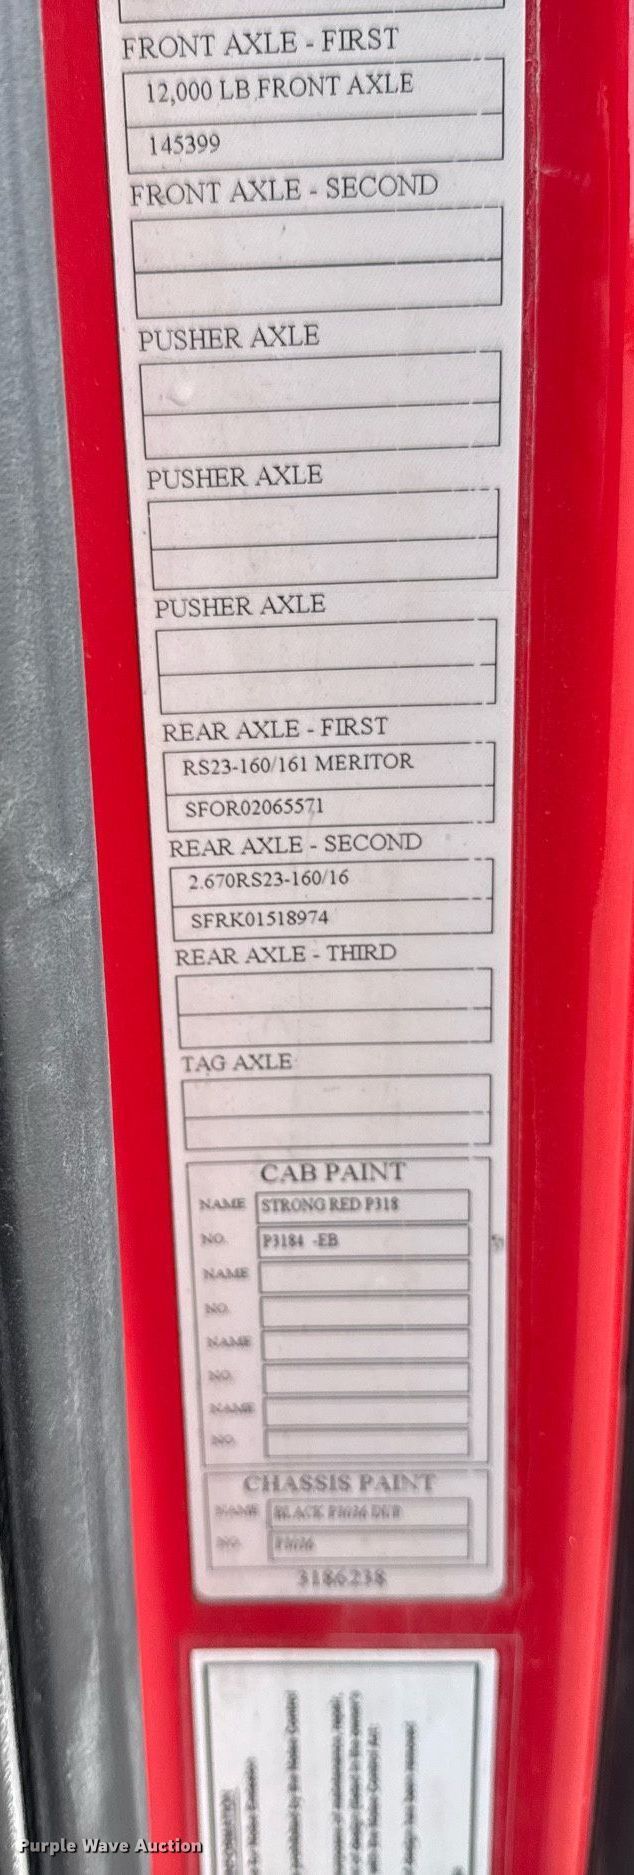 FRONT AXLE - FIRST
12,000 LB FRONT AXLE
145399
FRONT AXLE - SECOND
PUSHER AXLE
PUSHER AXLE
PUSHER AXLE
REAR AXLE - FIRST
RS23-160/161 MERITOR
SFOR02065571
REAR AXLE - SECOND
2.670RS23-160/16
SFRK01518974
REAR AXLE - THIRD
TAG AXLE
CAB PAINT
NAME STRONG RED P318
NO. P3184 -EB
NAME
NO.
NAME
NO.
NAME
NO.
CHASSIS PAINT
NAME BLACK
NO.
3186238
Purple Wave Auction